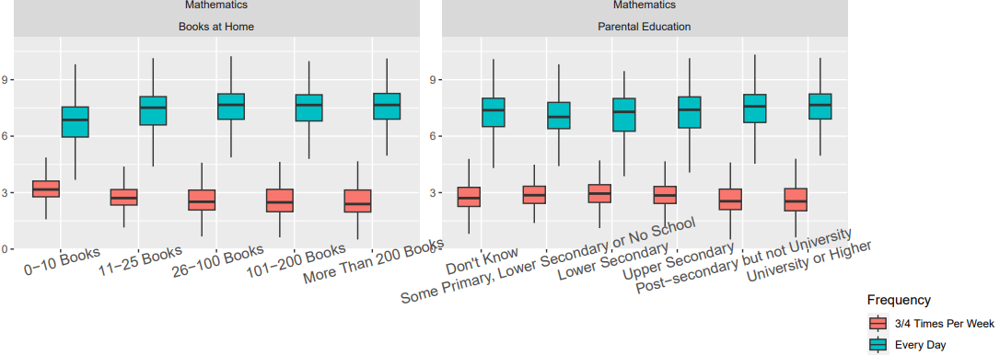 Mathematics
Books at Home
Mathematics
Parental Education
9
6
3
0
9
6
3
0
0−10 Books
11−25 Books
26−100 Books
101−200 Books
More Than 200 Books
Don't Know
Some Primary, Lower Secondary or No School
Lower Secondary
Upper Secondary
Post−secondary but not University
University or Higher
Frequency
3/4 Times Per Week
Every Day